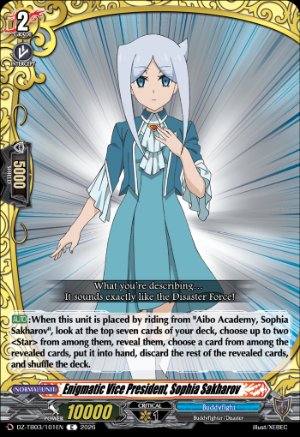 2
GRADE
INTERCEPT
5000
SHIELD
What you're describing...
It sounds exactly like the Disaster Force!
AUTO:When this unit is placed by riding from "Aibo Academy, Sophia
Sakharov", look at the top seven cards of your deck, choose up to two
<Star> from among them, reveal them, choose a card from among the
revealed cards, put it into hand, discard the rest of the revealed cards,
and shuffle the deck.
NORMAL UNIT
Enigmatic Vice President, Sophia Sakharov
POWER
10000
CRITICAL
1
Buddyfight
Buddyfighter/Disaster
D DZ-TB03/101EN C 2026
illust/XEBEC